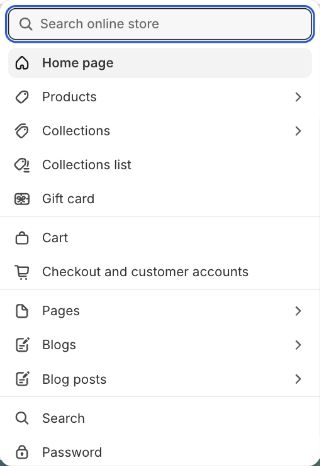 Search online store
Home page
Products
Collections
Collections list
Gift card
Cart
Checkout and customer accounts
Pages
Blogs
Blog posts
Search
Password